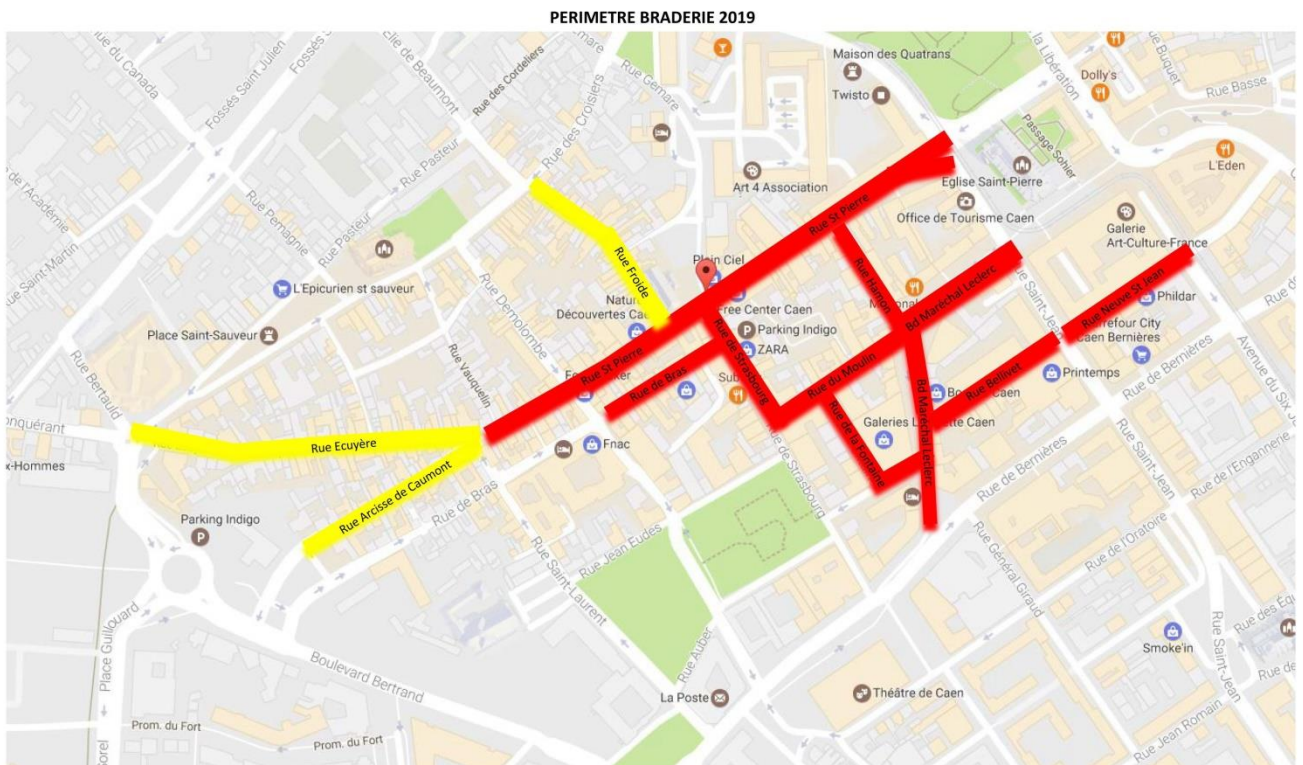 PERIMETRE BRADERIE 2019
Rue du Canada
Fossés Saint Julien
Fossés
Elie de Beaumont
Rue des Cordeliers
Rue des Croisiers
Rue Gemare
Maison des Quatrans
Twisto
la Libération
Dolly's
Rue Buquet
Rue Basse
Passage Sohier
L'Eden
Rue Pasteur
Rue Pemagnie
Rue Pasteur
de l'Académie
Rue Saint-Martin
Art 4 Association
Eglise Saint-Pierre
Office de Tourisme Caen
Galerie
Art-Culture-France
Rue St Pierre
Rue Froide
Plein Ciel
L'Epicurien st sauveur
Place Saint-Sauveur
Rue Demolombe
Rue Vauquelin
Découvertes
Free Center Caen
Parking Indigo
ZARA
Rue Hamon
Bd Maréchal Leclerc
Rue Saint-Jean
Rue Neuve St Jean
Phildar
Caen Bernières
Rue de Bernières
Printemps
Avenue du Six
Rue Bertauld
Rue St Pierre
Rue de Bras
Rue de Strasbourg
Rue du Moulin
Rue Bellivet
Bd Maréchal Leclerc
Rue de la Fontaine
Fnac
Rue Ecuyère
Rue Arcisse de Caumont
Rue de Bras
Parking Indigo
Rue de Strasbourg
Rue de Bernières
Rue Saint-Jean
Rue de l'Engannerie
Rue de l'Oratoire
Rue Général Giraud
Rue Jean Eudes
Rue Saint-Laurent
Rue Auber
Place Guillouard
Boulevard Bertrand
La Poste
Théâtre de Caen
Smoke'in
Rue Saint-Jean
Rue Jean Romain
Prom. du Fort
Prom. du Fort